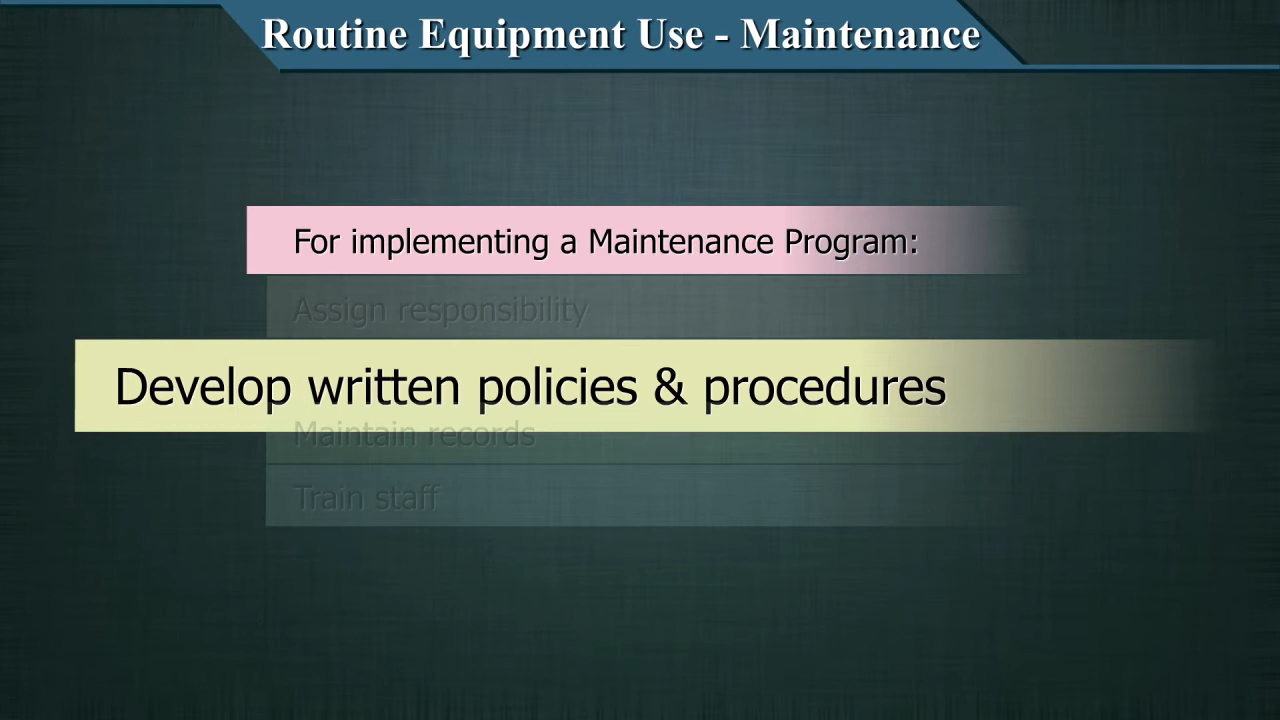 Routine Equipment Use - Maintenance
For implementing a Maintenance Program:
Assign responsibility
Develop written policies & procedures
Maintain records
Train staff